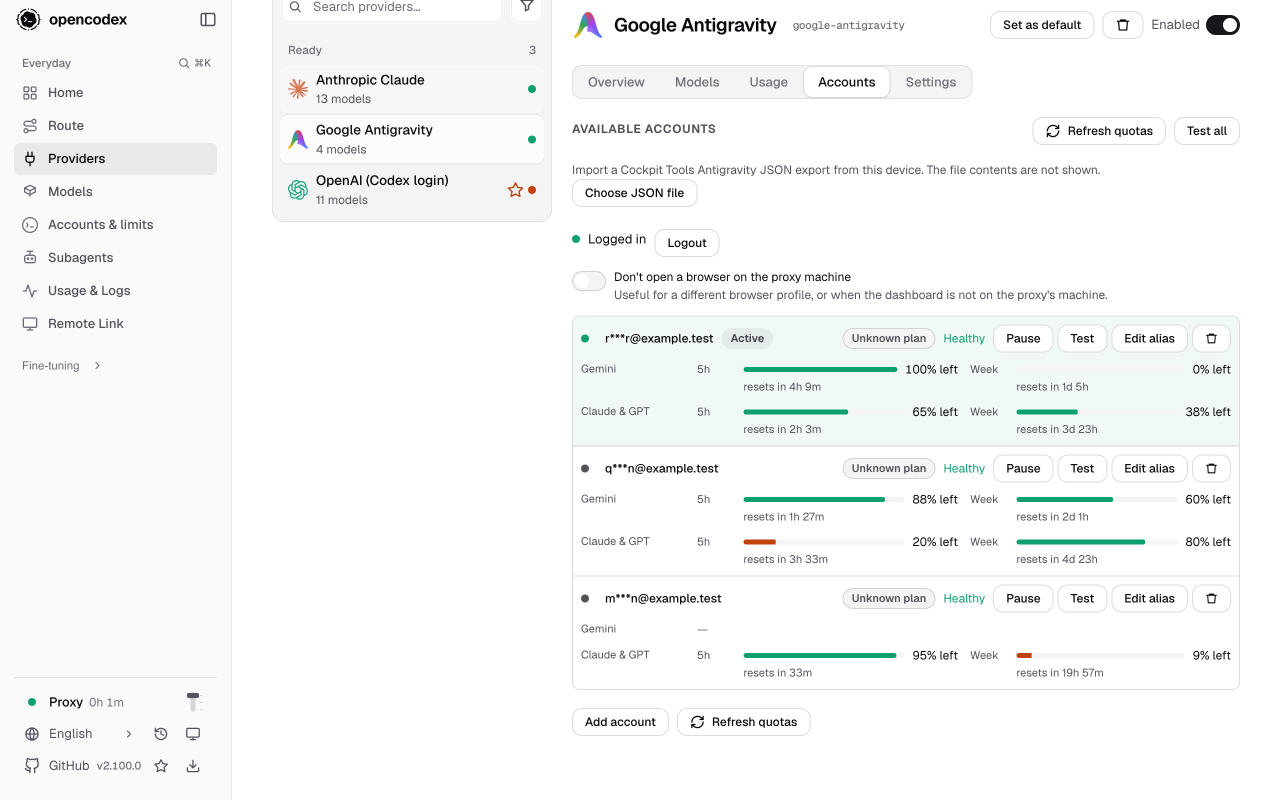 opencodex
Everyday
⌘K
Home
Route
Providers
Models
Accounts & limits
Subagents
Usage & Logs
Remote Link
Fine-tuning
Proxy 0h 1m
English
GitHub v2.100.0
Search providers...
Ready 3
Anthropic Claude
13 models
Google Antigravity
4 models
OpenAI (Codex login)
11 models
Google Antigravity google-antigravity Set as default Enabled
Overview Models Usage Accounts Settings
AVAILABLE ACCOUNTS Refresh quotas Test all
Import a Cockpit Tools Antigravity JSON export from this device. The file contents are not shown.
Choose JSON file
Logged in Logout
Don't open a browser on the proxy machine
Useful for a different browser profile, or when the dashboard is not on the proxy's machine.
r***r@example.test Active Unknown plan Healthy Pause Test Edit alias
Gemini 5h 100% left Week 0% left
resets in 4h 9m resets in 1d 5h
Claude & GPT 5h 65% left Week 38% left
resets in 2h 3m resets in 3d 23h
q***n@example.test Unknown plan Healthy Pause Test Edit alias
Gemini 5h 88% left Week 60% left
resets in 1h 27m resets in 2d 1h
Claude & GPT 5h 20% left Week 80% left
resets in 3h 33m resets in 4d 23h
m***n@example.test Unknown plan Healthy Pause Test Edit alias
Gemini —
Claude & GPT 5h 95% left Week 9% left
resets in 33m resets in 19h 57m
Add account Refresh quotas